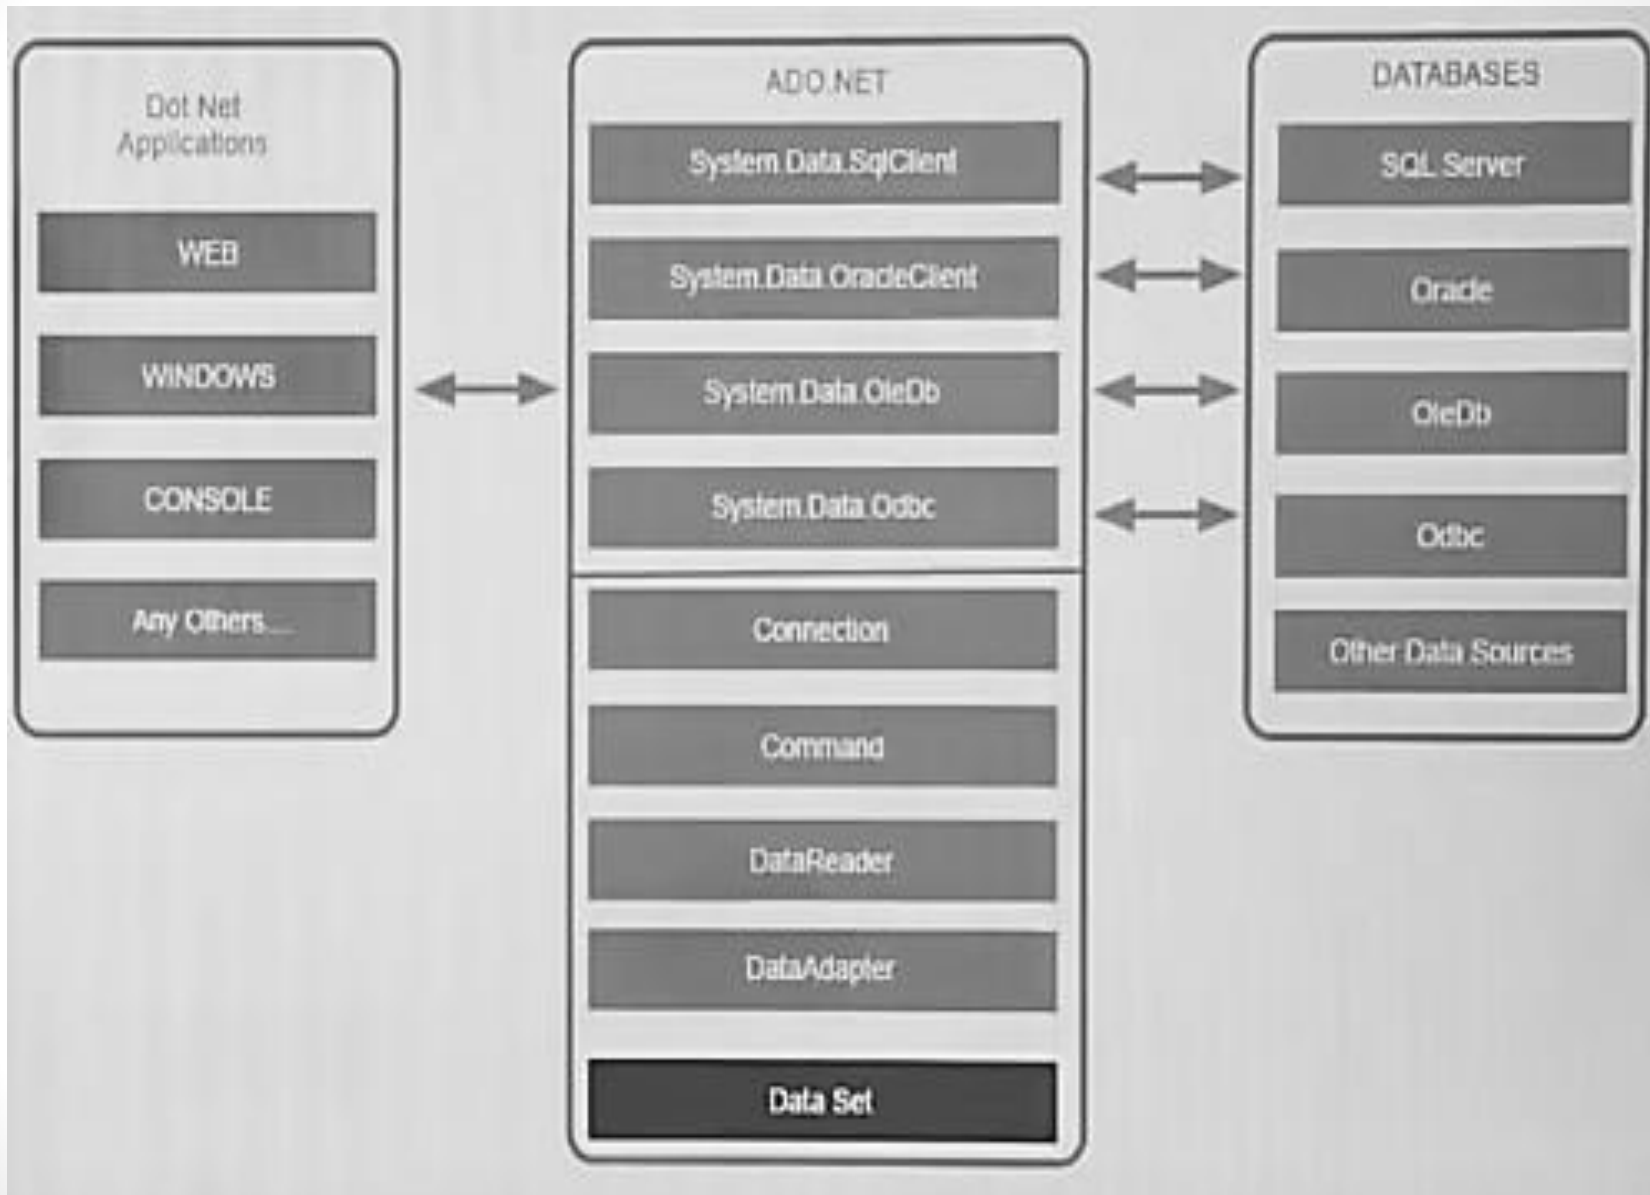 Dot Net
Applications
WEB
WINDOWS
CONSOLE
Any Others....
ADO.NET
System.Data.SqlClient
System.Data.OracleClient
System.Data.OleDb
System.Data.Odbc
Connection
Command
DataReader
DataAdapter
Data Set
DATABASES
SQL Server
Oracle
OleDb
Odbc
Other Data Sources